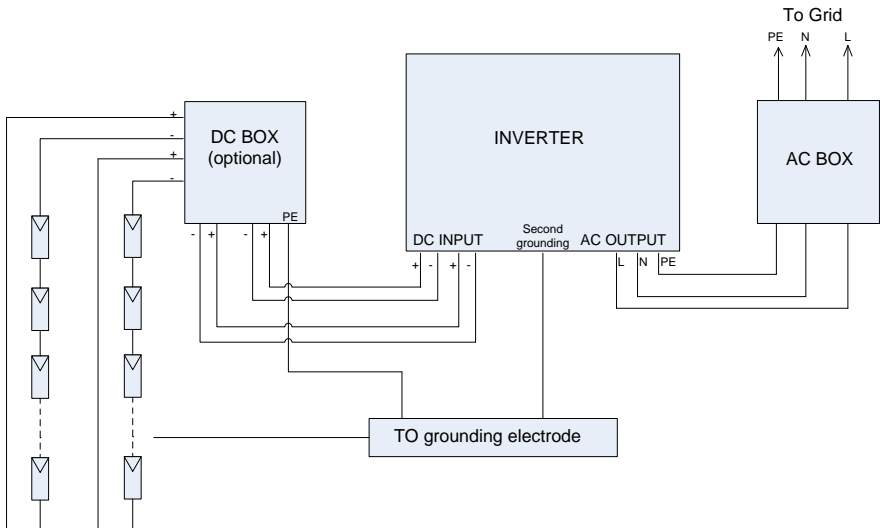 To Grid
PE N L
+
-
+
-
DC BOX
(optional)
PE
- + - +
INVERTER
DC INPUT
Second
grounding
AC OUTPUT
+ - + -
L N PE
AC BOX
TO grounding electrode